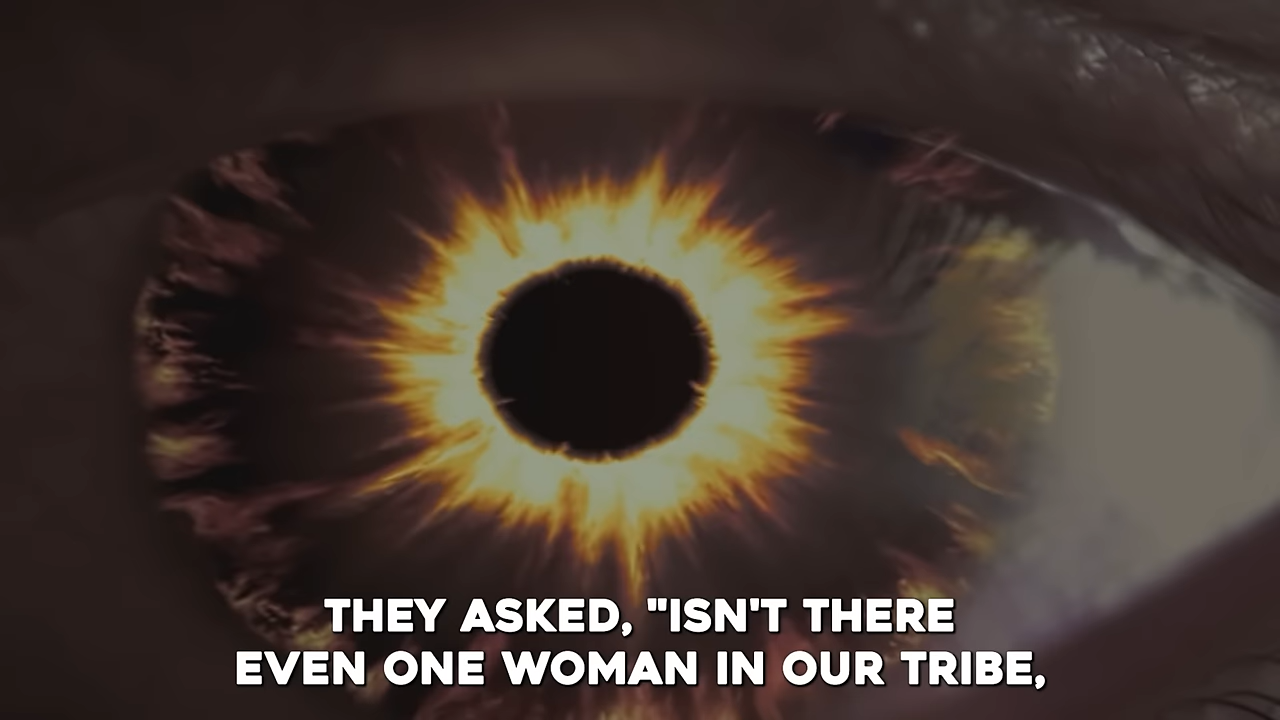 THEY ASKED, "ISN'T THERE
EVEN ONE WOMAN IN OUR TRIBE,